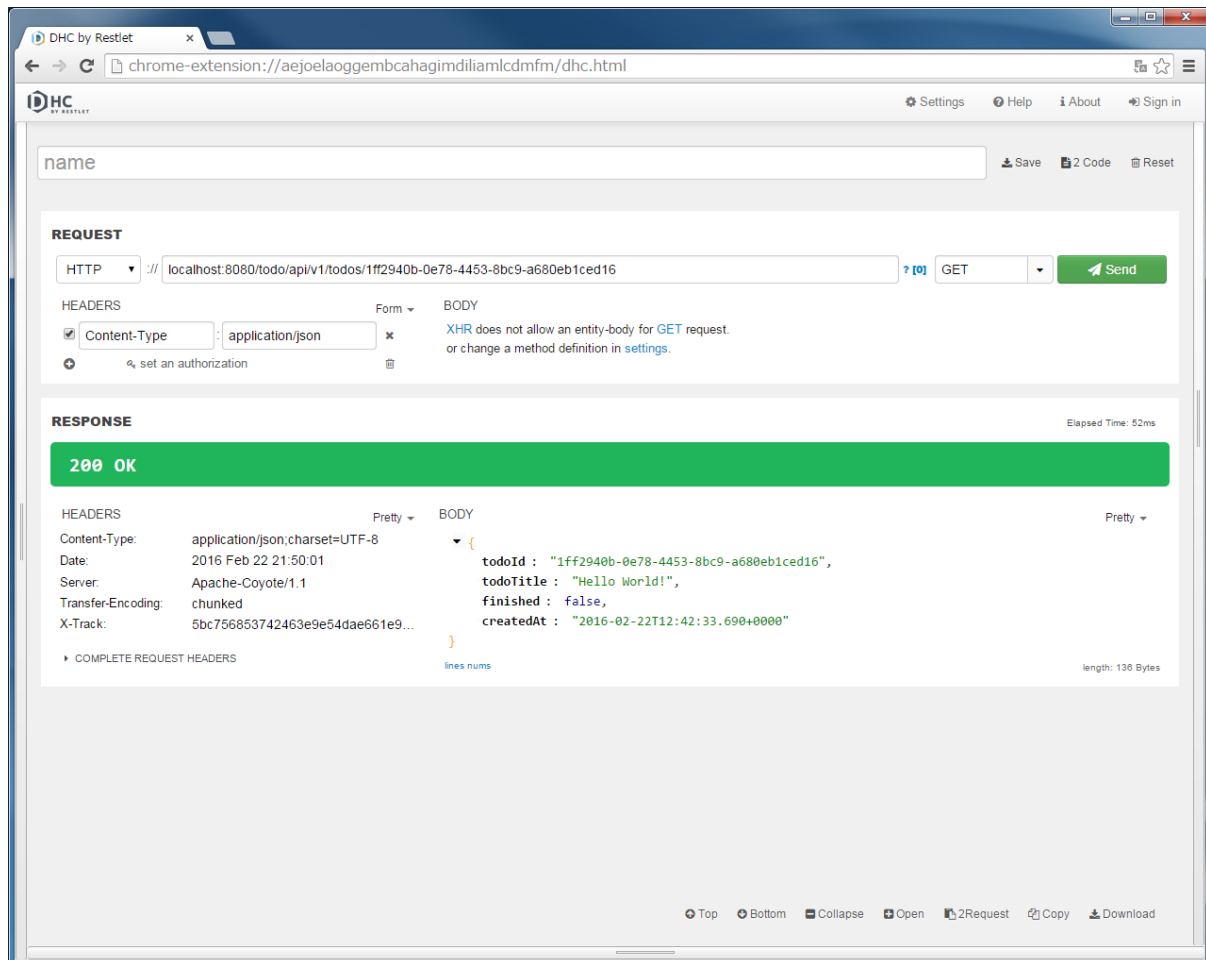 DHC by Restlet
chrome-extension://aejoelaoggembcahagimdiliamlcdmfm/dhc.html
DHC BY RESTLET
Settings Help About Sign in
name
Save 2 Code Reset
REQUEST
HTTP :// localhost:8080/todo/api/v1/todos/1ff2940b-0e78-4453-8bc9-a680eb1ced16 ? [0] GET Send
HEADERS Form BODY
Content-Type : application/json
XHR does not allow an entity-body for GET request.
or change a method definition in settings.
set an authorization
RESPONSE
Elapsed Time: 52ms
200 OK
HEADERS Pretty BODY Pretty
Content-Type: application/json;charset=UTF-8
Date: 2016 Feb 22 21:50:01
Server: Apache-Coyote/1.1
Transfer-Encoding: chunked
X-Track: 5bc756853742463e9e54dae661e9...
COMPLETE REQUEST HEADERS
{
todoId : "1ff2940b-0e78-4453-8bc9-a680eb1ced16",
todoTitle : "Hello World!",
finished : false,
createdAt : "2016-02-22T12:42:33.690+0000"
}
lines nums
length: 136 Bytes
Top Bottom Collapse Open 2Request Copy Download